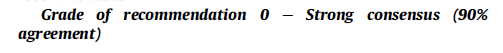 Grade of recommendation 0 – Strong consensus (90%
agreement)